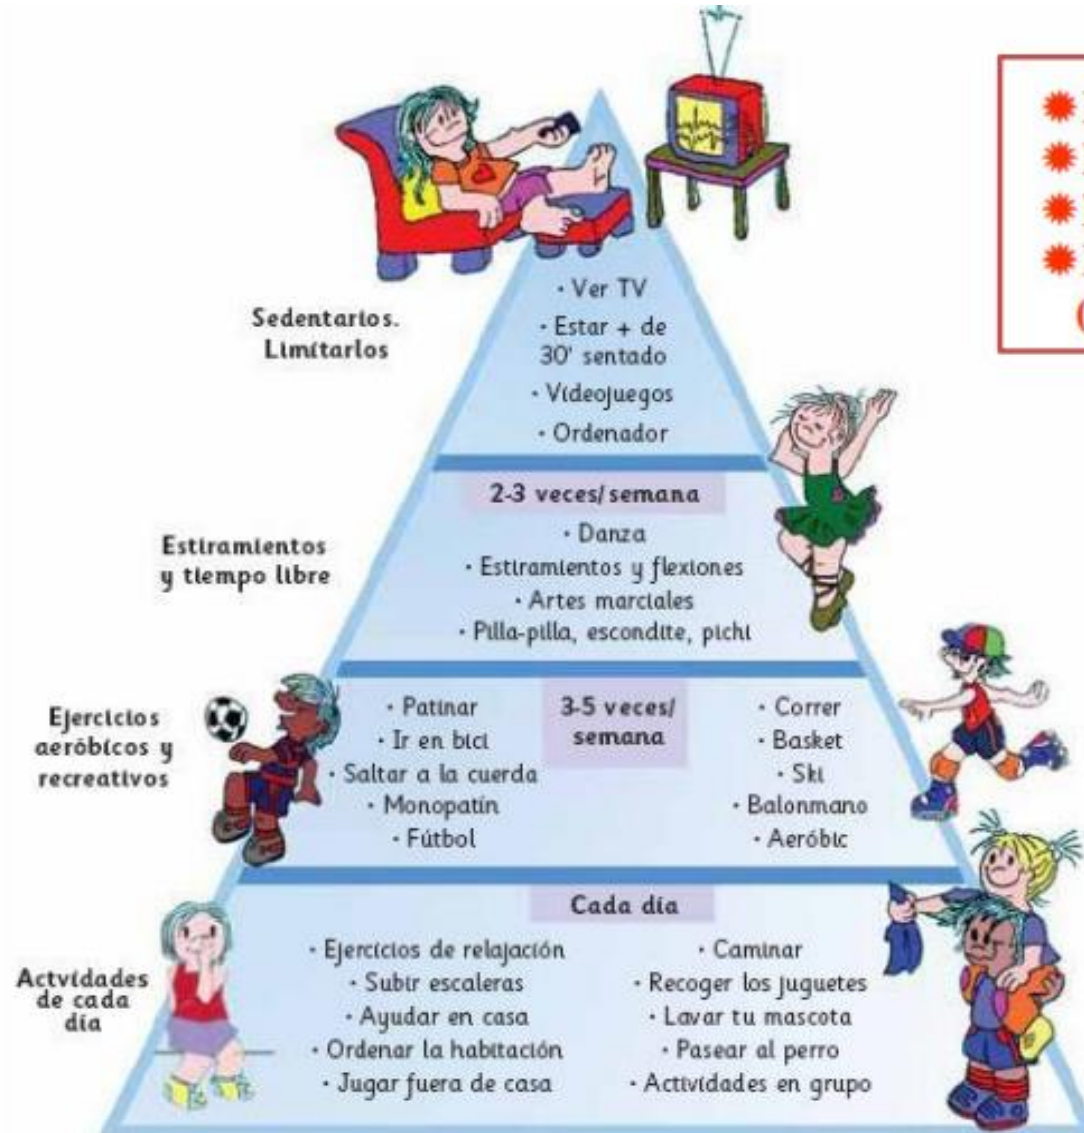 · Ver TV
· Estar + de
30' sentado
· Videojuegos
· Ordenador
Sedentarios.
Limitarlos
2-3 veces/semana
· Danza
· Estiramientos y flexiones
· Artes marciales
· Pilla-pilla, escondite, pichi
Estiramientos
y tiempo libre
3-5 veces/
semana
· Patinar
· Ir en bici
· Saltar a la cuerda
· Monopatín
· Fútbol
· Correr
· Basket
· Ski
· Balonmano
· Aeróbic
Ejercicios
aeróbicos y
recreativos
Cada día
· Ejercicios de relajación
· Subir escaleras
· Ayudar en casa
· Ordenar la habitación
· Jugar fuera de casa
· Caminar
· Recoger los juguetes
· Lavar tu mascota
· Pasear al perro
· Actividades en grupo
Actvidades
de cada
día